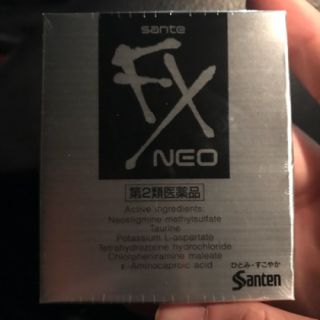 sante
FX
NEO
第2類医薬品
Active ingredients:
Neostigmine methylsulfate
Taurine
Potassium L-aspartate
Tetrahydrozoline hydrochloride
Chlorpheniramine maleate
ε-Aminocaproic acid
ひとみ・すこやか
Santen